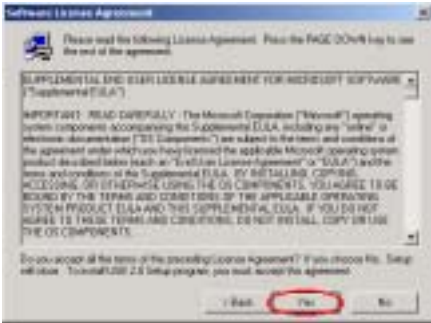 Software License Agreement
Please read the following License Agreement. Press the PAGE DOWN key to see
the rest of the agreement.
SUPPLEMENTAL END USER LICENSE AGREEMENT FOR MICROSOFT SOFTWARE
("Supplemental EULA")
IMPORTANT: READ CAREFULLY - The Microsoft Corporation ("Microsoft") operating
system components accompanying this Supplemental EULA, including any "online" or
electronic documentation ("OS Components") are subject to the terms and conditions of
the agreement under which you have licensed the applicable Microsoft operating system
product described below (each an "End User License Agreement" or "EULA") and the
terms and conditions of this Supplemental EULA. BY INSTALLING, COPYING,
ACCESSING, OR OTHERWISE USING THE OS COMPONENTS, YOU AGREE TO BE
BOUND BY THE TERMS AND CONDITIONS OF THE APPLICABLE OPERATING
SYSTEM PRODUCT EULA AND THIS SUPPLEMENTAL EULA. IF YOU DO NOT
AGREE TO THESE TERMS AND CONDITIONS, DO NOT INSTALL, COPY OR USE
THE OS COMPONENTS.
Do you accept all the terms of the preceding License Agreement? If you choose No, Setup
will close. To install USB 2.0 Setup program, you must accept this agreement.
< Back
Yes
No